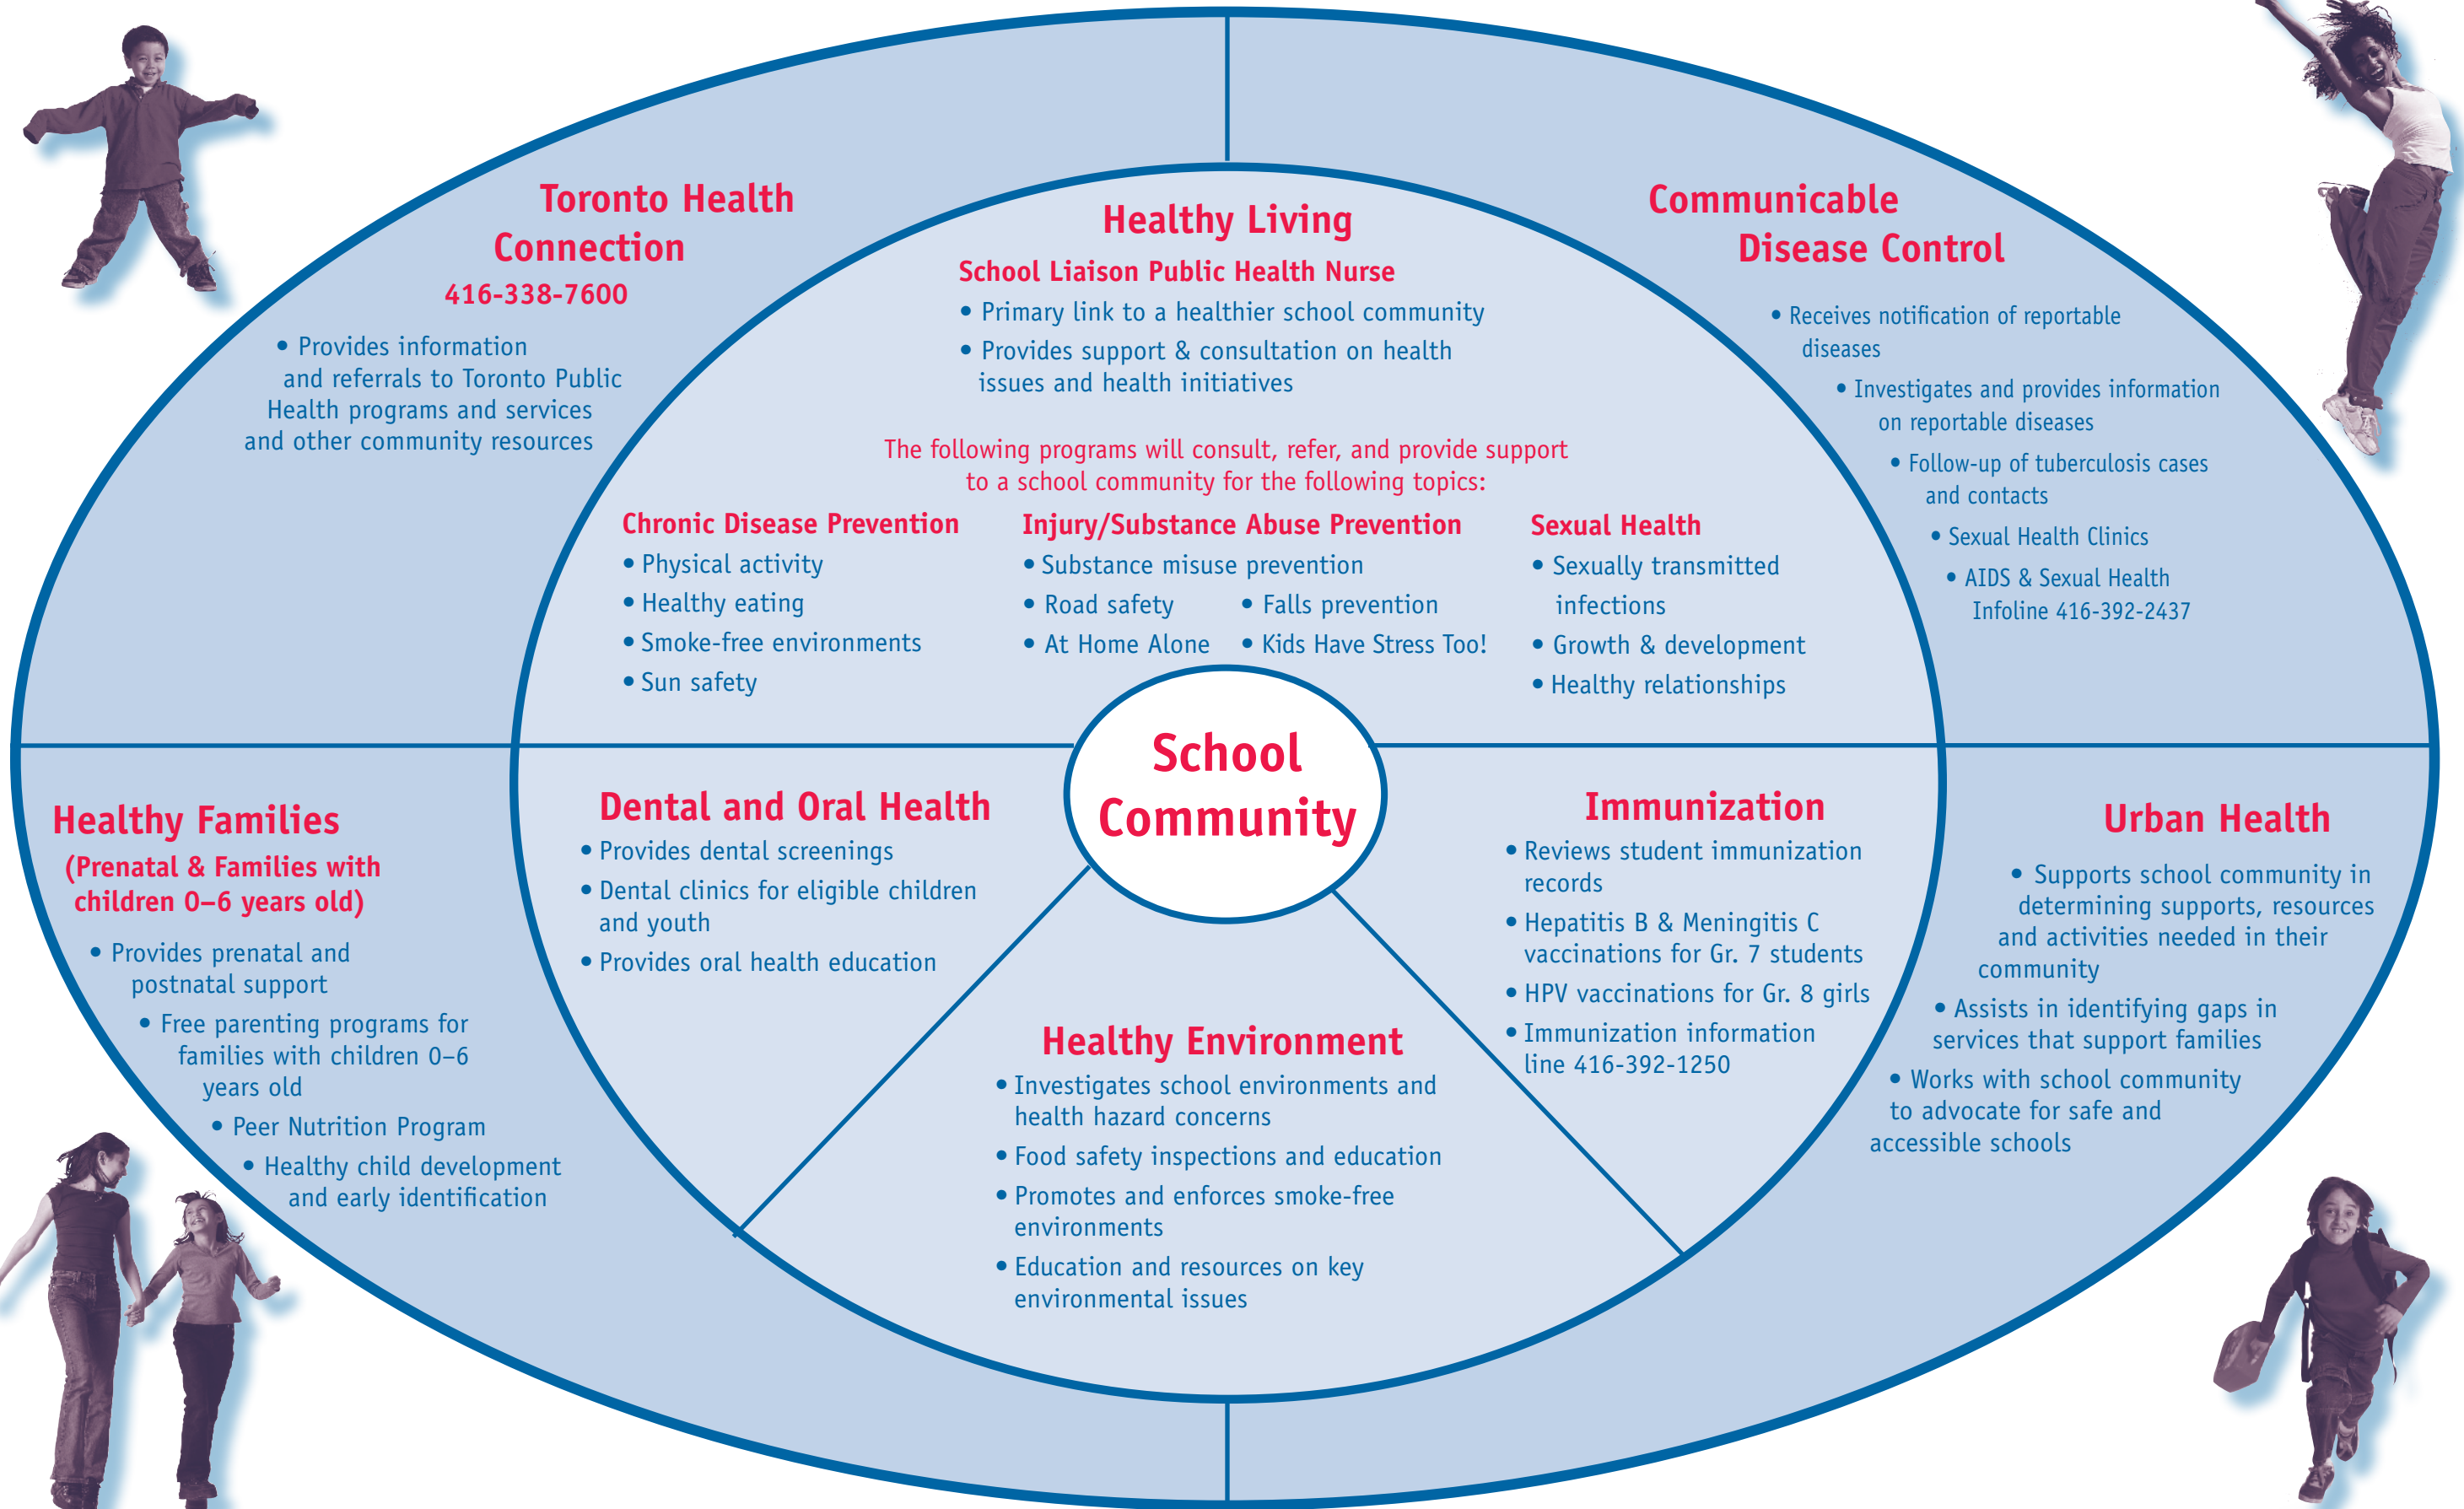 Toronto Health
Connection
416-338-7600
• Provides information
and referrals to Toronto Public
Health programs and services
and other community resources
Healthy Living
School Liaison Public Health Nurse
• Primary link to a healthier school community
• Provides support & consultation on health
issues and health initiatives
The following programs will consult, refer, and provide support
to a school community for the following topics:
Chronic Disease Prevention
• Physical activity
• Healthy eating
• Smoke-free environments
• Sun safety
Injury/Substance Abuse Prevention
• Substance misuse prevention
• Road safety • Falls prevention
• At Home Alone • Kids Have Stress Too!
Sexual Health
• Sexually transmitted
infections
• Growth & development
• Healthy relationships
Communicable
Disease Control
• Receives notification of reportable
diseases
• Investigates and provides information
on reportable diseases
• Follow-up of tuberculosis cases
and contacts
• Sexual Health Clinics
• AIDS & Sexual Health
Infoline 416-392-2437
School
Community
Healthy Families
(Prenatal & Families with
children 0–6 years old)
• Provides prenatal and
postnatal support
• Free parenting programs for
families with children 0–6
years old
• Peer Nutrition Program
• Healthy child development
and early identification
Dental and Oral Health
• Provides dental screenings
• Dental clinics for eligible children
and youth
• Provides oral health education
Healthy Environment
• Investigates school environments and
health hazard concerns
• Food safety inspections and education
• Promotes and enforces smoke-free
environments
• Education and resources on key
environmental issues
Immunization
• Reviews student immunization
records
• Hepatitis B & Meningitis C
vaccinations for Gr. 7 students
• HPV vaccinations for Gr. 8 girls
• Immunization information
line 416-392-1250
Urban Health
• Supports school community in
determining supports, resources
and activities needed in their
community
• Assists in identifying gaps in
services that support families
• Works with school community
to advocate for safe and
accessible schools